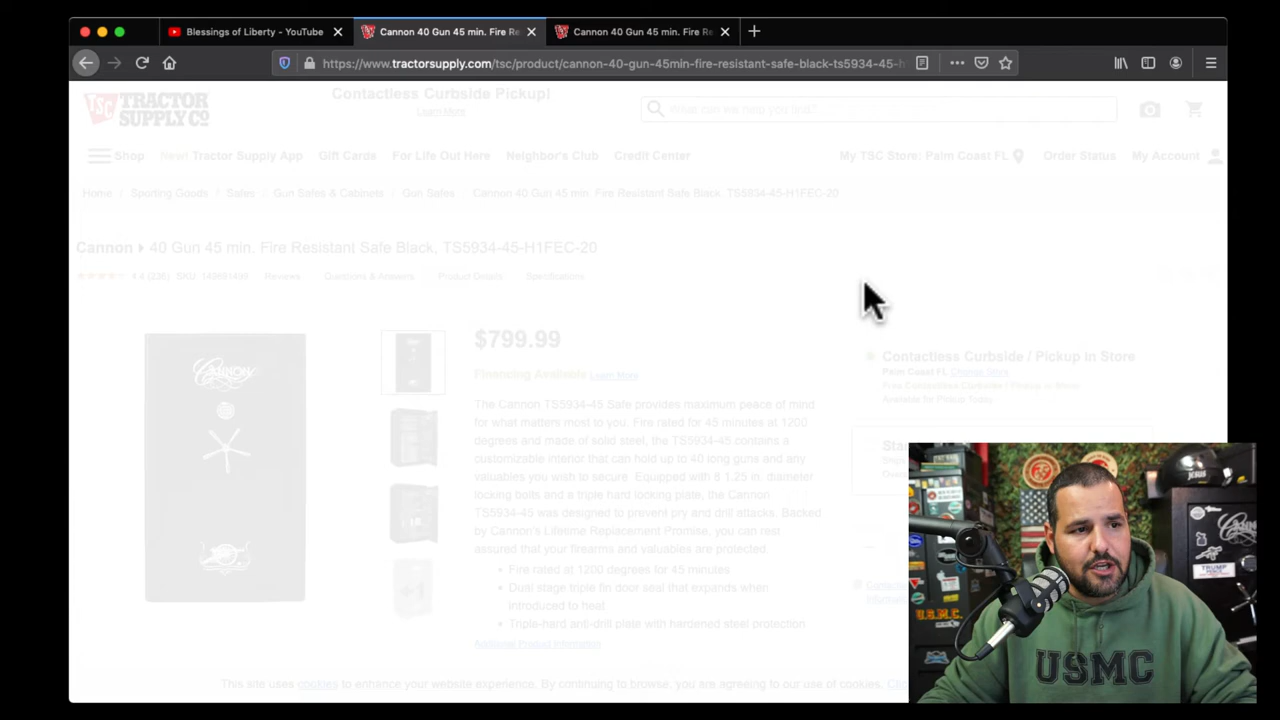 Blessings of Liberty - YouTube
Cannon 40 Gun 45 min. Fire Re
Cannon 40 Gun 45 min. Fire Re
https://www.tractorsupply.com/tsc/product/cannon-40-gun-45min-fire-resistant-safe-black-ts5934-45-h
TSC TRACTOR SUPPLY CO
Contactless Curbside Pickup!
Learn More
What can we help you find?
Shop
New! Tractor Supply App
Gift Cards
For Life Out Here
Neighbor's Club
Credit Center
My TSC Store: Palm Coast FL
Order Status
My Account
Home / Sporting Goods / Safes / Gun Safes & Cabinets / Gun Safes / Cannon 40 Gun 45 min. Fire Resistant Safe Black, TS5934-45-H1FEC-20
Cannon 40 Gun 45 min. Fire Resistant Safe Black, TS5934-45-H1FEC-20
Reviews
Questions & Answers
Product Details
Specifications
CANNON
$799.99
Financing Available Learn More
The Cannon TS5934-45 Safe provides maximum peace of mind
for what matters most to you. Fire rated for 45 minutes at 1200
degrees and made of solid steel, the TS5934-45 contains a
customizable interior that can hold up to 40 long guns and any
valuables you wish to secure. Equipped with 8 1.25 in. diameter
locking bolts and a triple hard locking plate, the Cannon
TS5934-45 was designed to prevent pry and drill attacks. Backed
by Cannon's Lifetime Replacement Promise, you can rest
assured that your firearms and valuables are protected.
• Fire rated at 1200 degrees for 45 minutes
• Dual stage triple fin door seal that expands when
introduced to heat
• Triple-hard anti-drill plate with hardened steel protection
Additional Product Information
Contactless Curbside / Pickup In Store
Palm Coast FL Change Store
Free Contactless Curbside / Pickup in Store
Available for Pickup Today
This site uses cookies to enhance your website experience. By continuing to browse, you are agreeing to our use of cookies.
U.S.M.C.
CANNON
TRUMP
PENCE
USMC